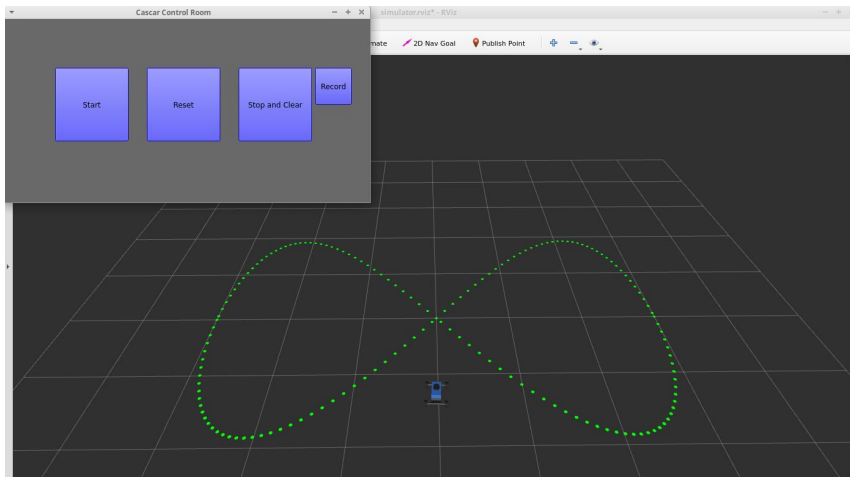 Cascar Control Room
simulator.rviz* - RViz
mate 2D Nav Goal Publish Point
Start Reset Stop and Clear Record